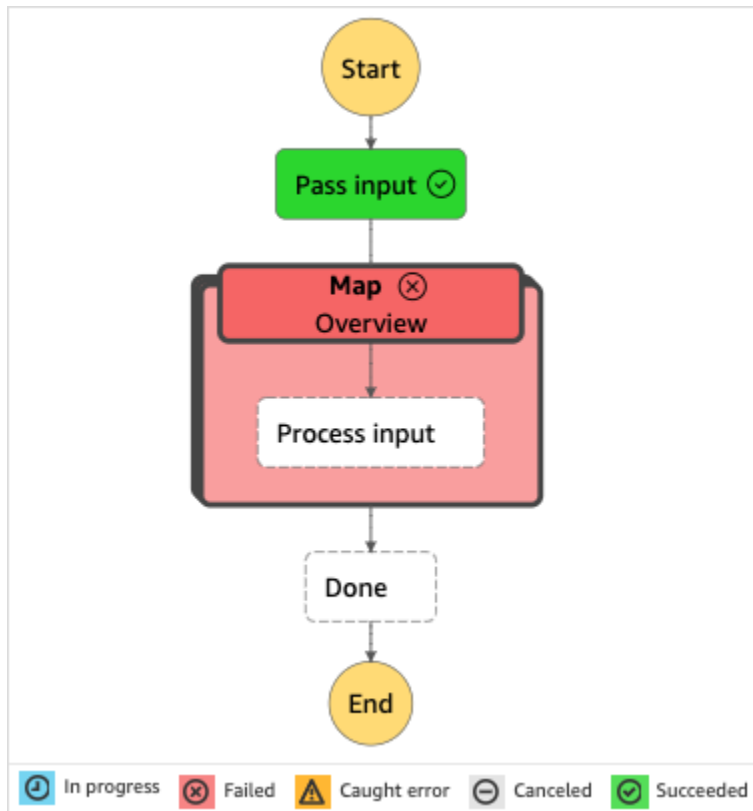 Start
Pass input
Map
Overview
Process input
Done
End
In progress Failed Caught error Canceled Succeeded